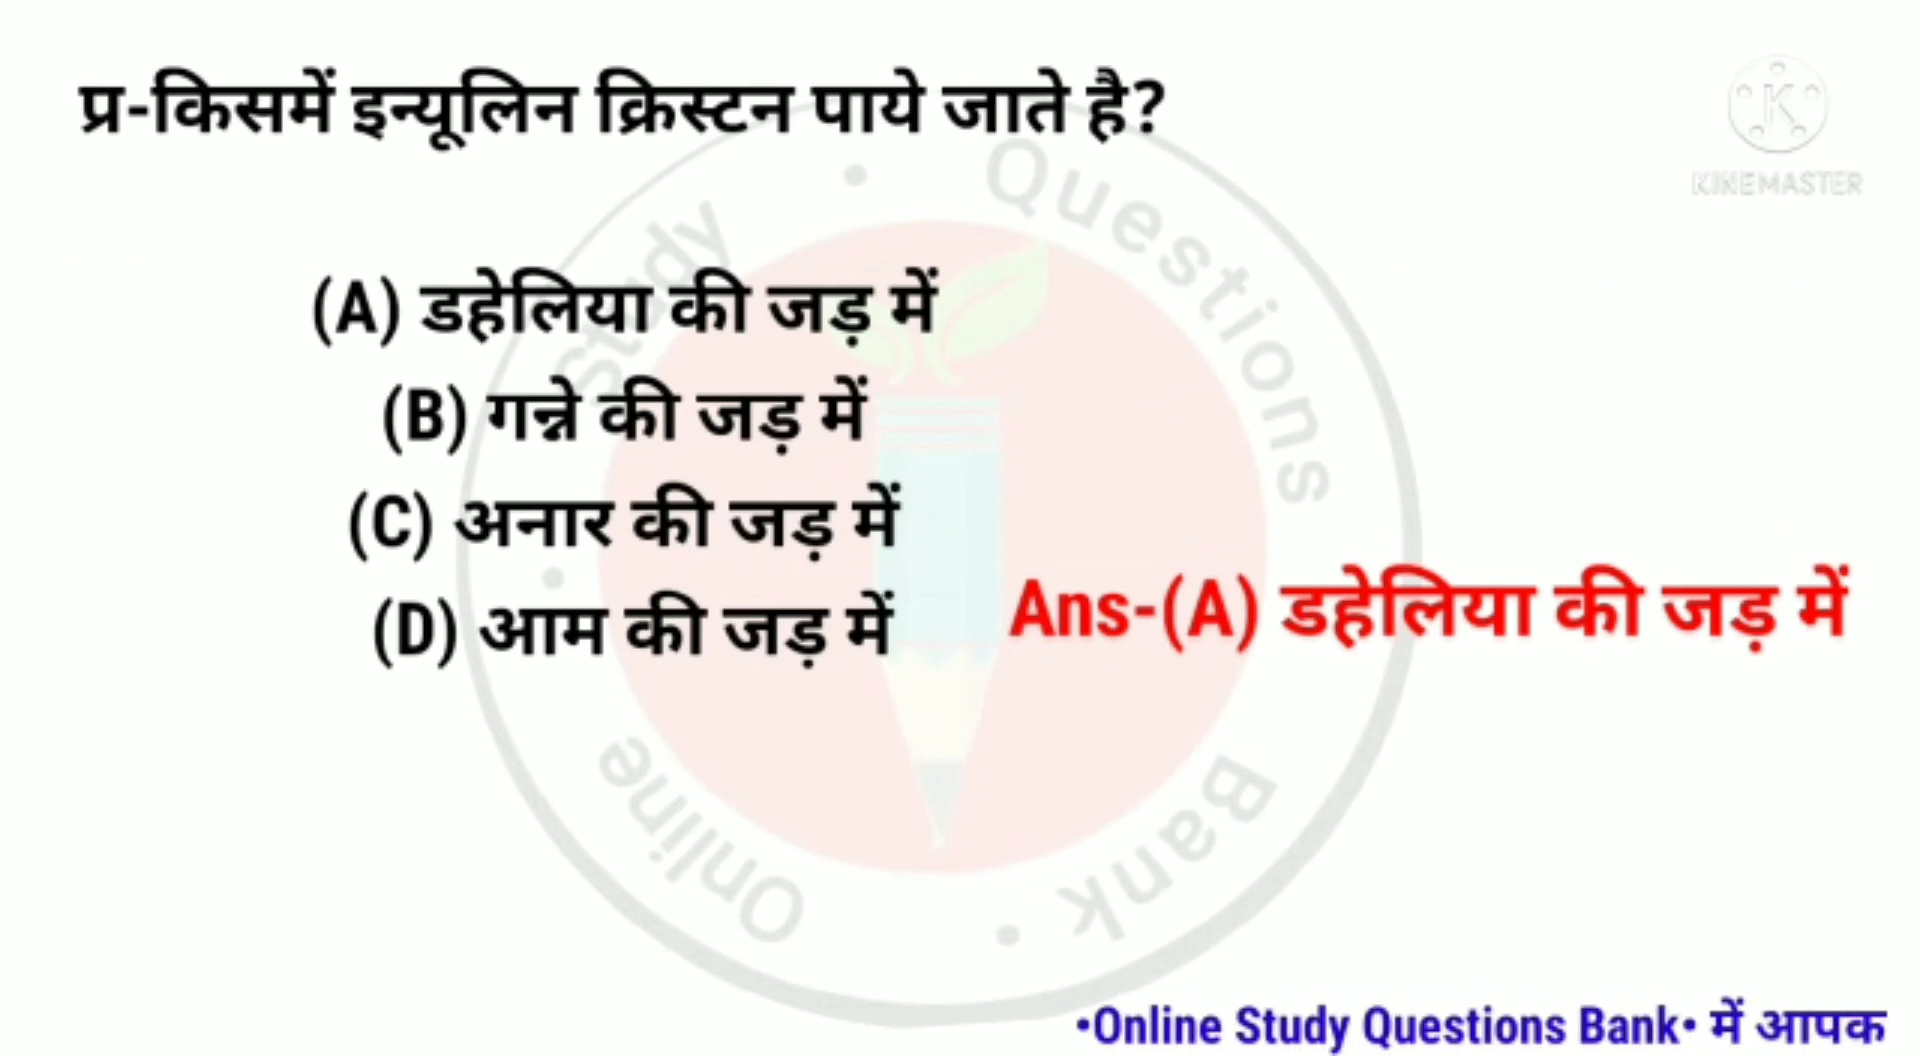 प्र-किसमें इन्यूलिन क्रिस्टन पाये जाते है?
KINEMASTER
(A) डहेलिया की जड़ में
(B) गन्ने की जड़ में
(C) अनार की जड़ में
(D) आम की जड़ में
Ans-(A) डहेलिया की जड़ में
• Online • Study • Questions Bank
•Online Study Questions Bank• में आपक